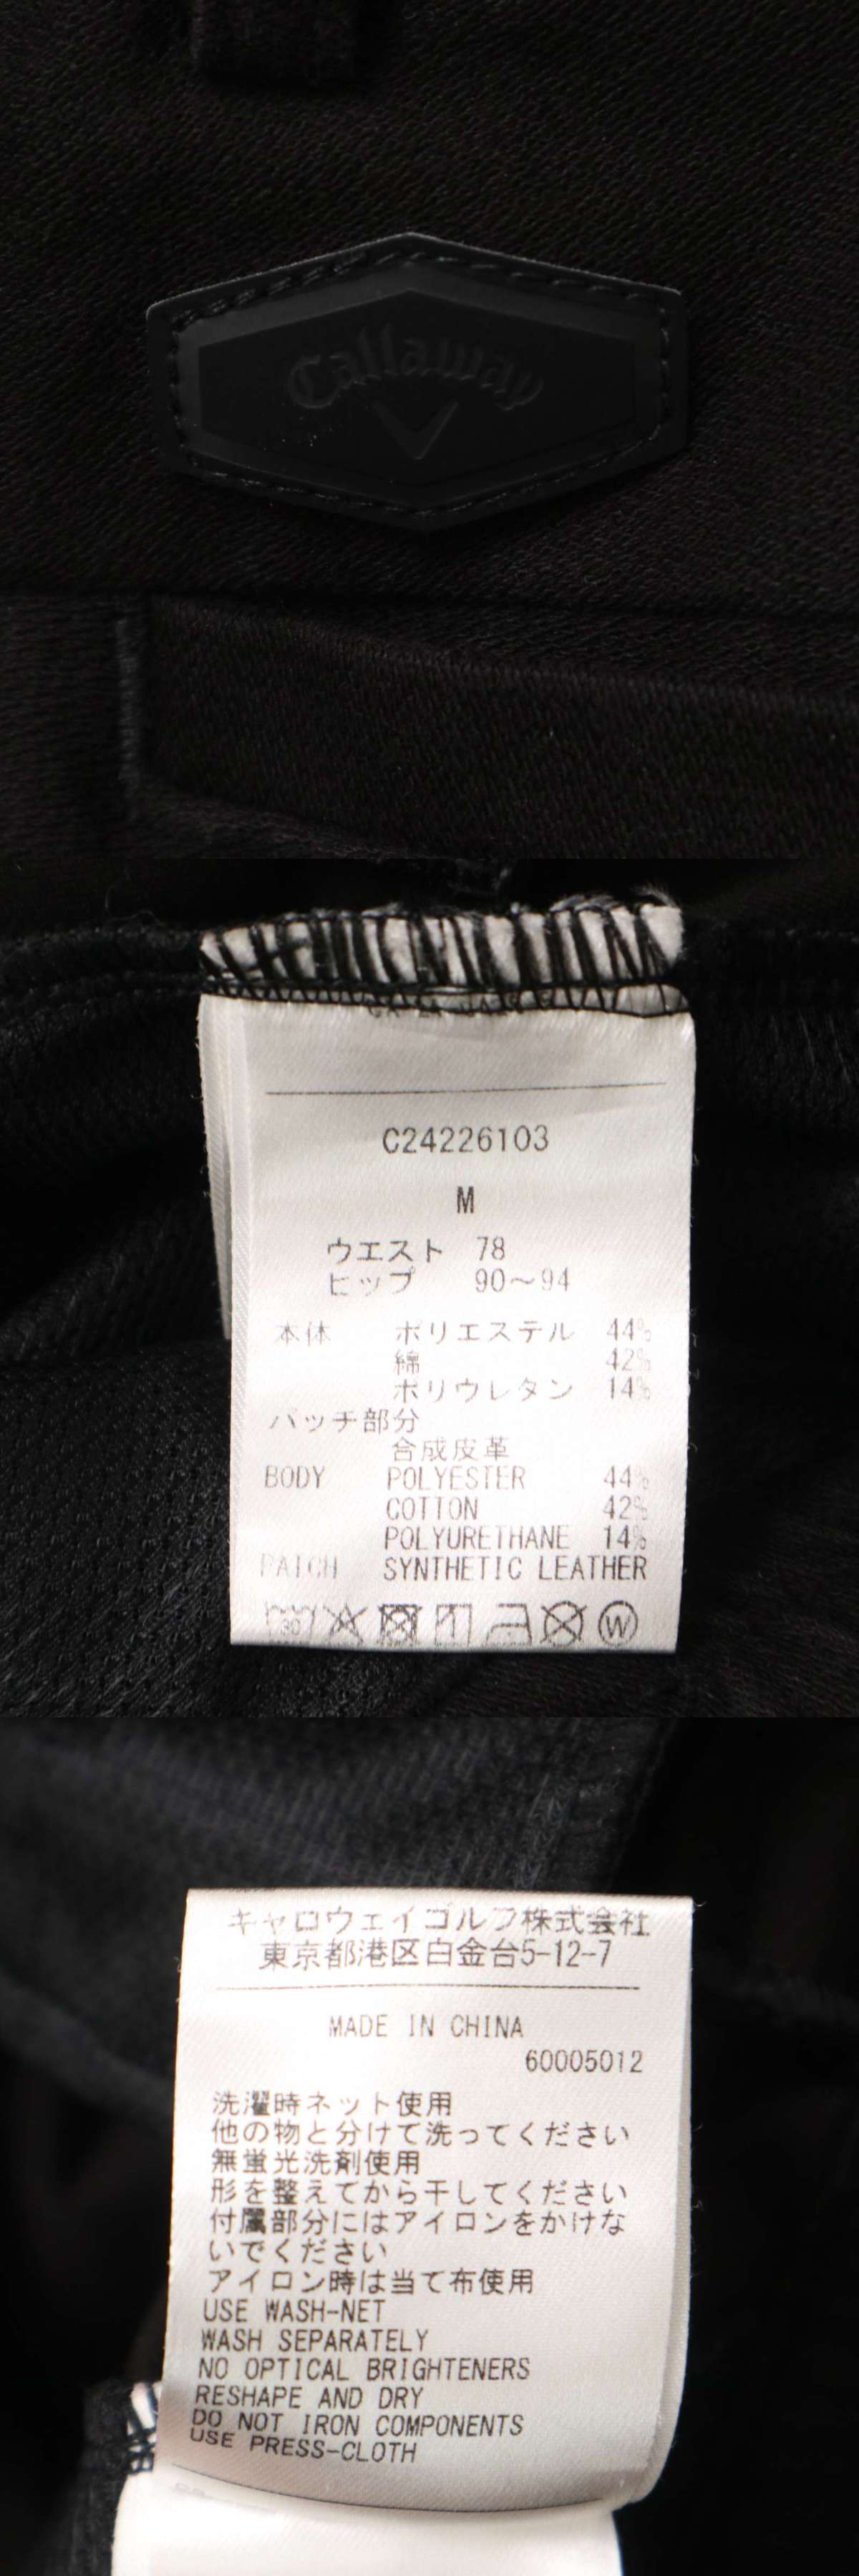 Callaway
C24226103
M
ウエスト 78
ヒップ 90～94
本体 ポリエステル 44%
綿 42%
ポリウレタン 14%
パッチ部分
合成皮革
BODY POLYESTER 44%
COTTON 42%
POLYURETHANE 14%
PATCH SYNTHETIC LEATHER
30
W
キャロウェイゴルフ株式会社
東京都港区白金台5-12-7
MADE IN CHINA
60005012
洗濯時ネット使用
他の物と分けて洗ってください
無蛍光洗剤使用
形を整えてから干してください
付属部分にはアイロンをかけな
いでください
アイロン時は当て布使用
USE WASH-NET
WASH SEPARATELY
NO OPTICAL BRIGHTENERS
RESHAPE AND DRY
DO NOT IRON COMPONENTS
USE PRESS-CLOTH